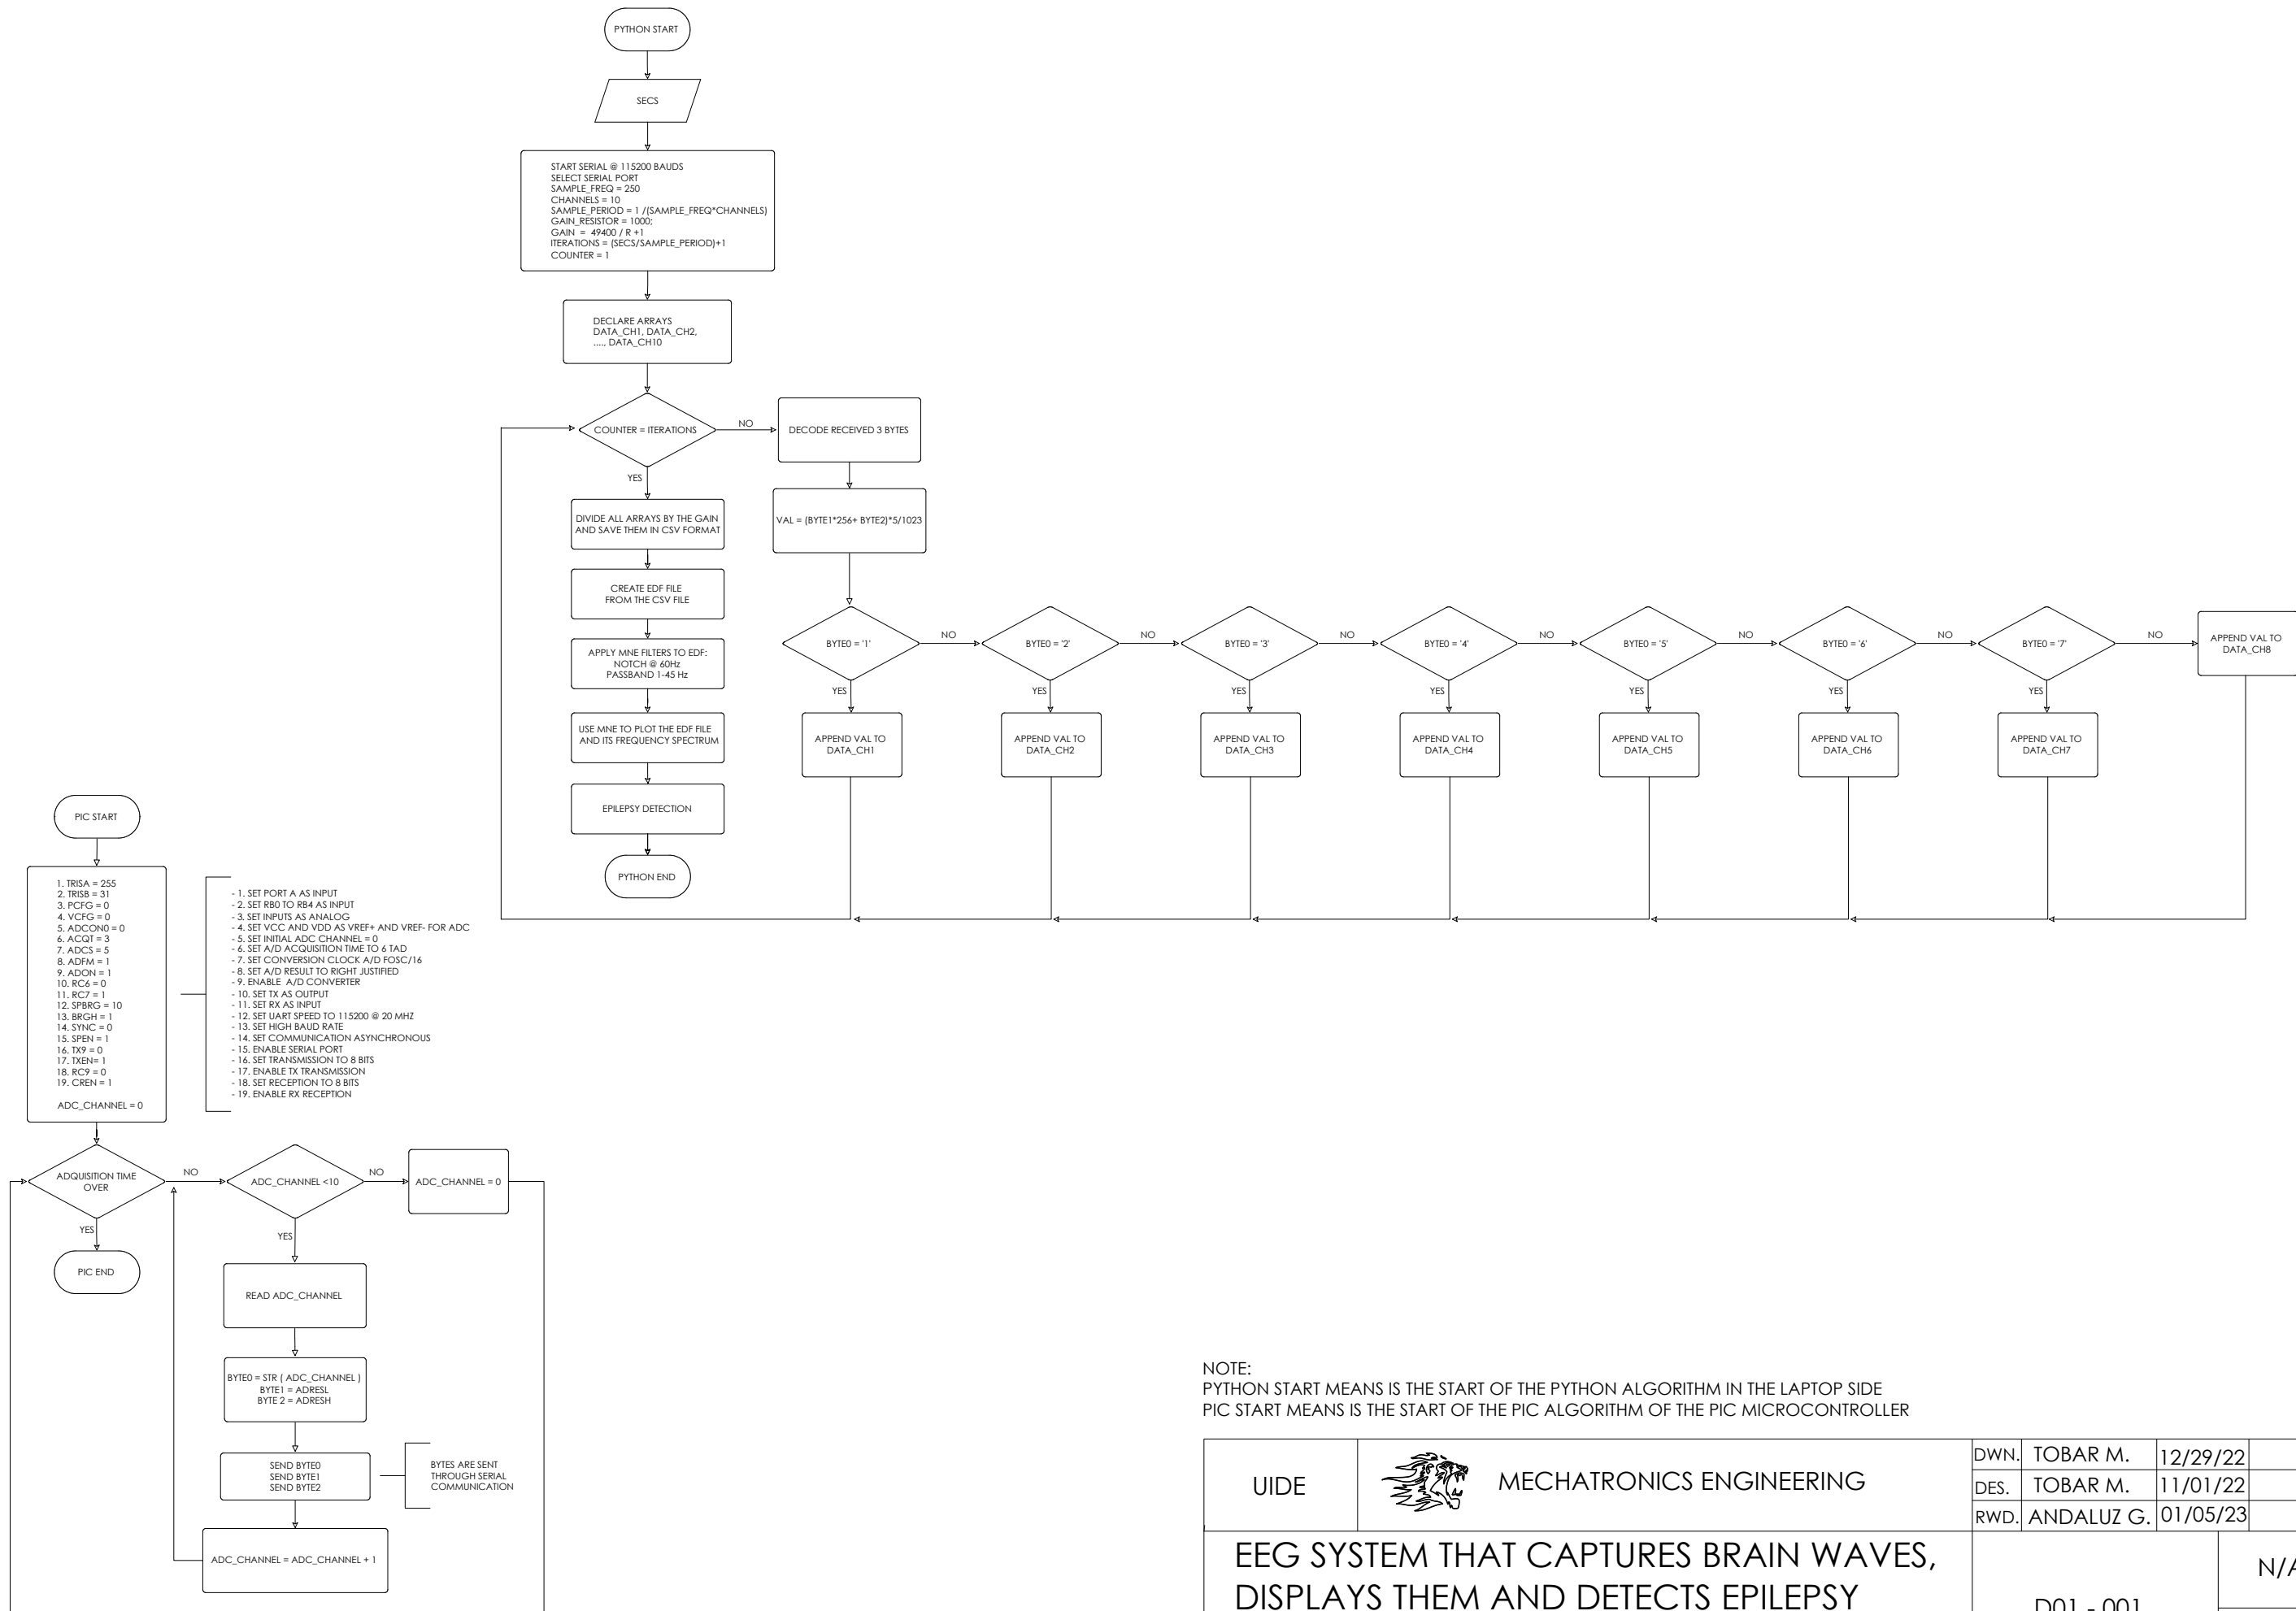 PYTHON START
SECS
START SERIAL @ 115200 BAUDS
SELECT SERIAL PORT
SAMPLE_FREQ = 250
CHANNELS = 10
SAMPLE_PERIOD = 1 /(SAMPLE_FREQ*CHANNELS)
GAIN_RESISTOR = 1000;
GAIN = 49400 / R +1
ITERATIONS = (SECS/SAMPLE_PERIOD)+1
COUNTER = 1
DECLARE ARRAYS
DATA_CH1, DATA_CH2,
...., DATA_CH10
COUNTER = ITERATIONS
NO
DECODE RECEIVED 3 BYTES
YES
DIVIDE ALL ARRAYS BY THE GAIN
AND SAVE THEM IN CSV FORMAT
VAL = (BYTE1*256+ BYTE2)*5/1023
CREATE EDF FILE
FROM THE CSV FILE
APPLY MNE FILTERS TO EDF:
NOTCH @ 60Hz
PASSBAND 1-45 Hz
USE MNE TO PLOT THE EDF FILE
AND ITS FREQUENCY SPECTRUM
EPILEPSY DETECTION
PYTHON END
BYTE0 = '1'
NO
BYTE0 = '2'
NO
BYTE0 = '3'
NO
BYTE0 = '4'
NO
BYTE0 = '5'
NO
BYTE0 = '6'
NO
BYTE0 = '7'
NO
APPEND VAL TO
DATA_CH8
YES
YES
YES
YES
YES
YES
YES
APPEND VAL TO
DATA_CH1
APPEND VAL TO
DATA_CH2
APPEND VAL TO
DATA_CH3
APPEND VAL TO
DATA_CH4
APPEND VAL TO
DATA_CH5
APPEND VAL TO
DATA_CH6
APPEND VAL TO
DATA_CH7
PIC START
1. TRISA = 255
2. TRISB = 31
3. PCFG = 0
4. VCFG = 0
5. ADCON0 = 0
6. ACQT = 3
7. ADCS = 5
8. ADFM = 1
9. ADON = 1
10. RC6 = 0
11. RC7 = 1
12. SPBRG = 10
13. BRGH = 1
14. SYNC = 0
15. SPEN = 1
16. TX9 = 0
17. TXEN= 1
18. RC9 = 0
19. CREN = 1
ADC_CHANNEL = 0
- 1. SET PORT A AS INPUT
- 2. SET RB0 TO RB4 AS INPUT
- 3. SET INPUTS AS ANALOG
- 4. SET VCC AND VDD AS VREF+ AND VREF- FOR ADC
- 5. SET INITIAL ADC CHANNEL = 0
- 6. SET A/D ACQUISITION TIME TO 6 TAD
- 7. SET CONVERSION CLOCK A/D FOSC/16
- 8. SET A/D RESULT TO RIGHT JUSTIFIED
- 9. ENABLE A/D CONVERTER
- 10. SET TX AS OUTPUT
- 11. SET RX AS INPUT
- 12. SET UART SPEED TO 115200 @ 20 MHZ
- 13. SET HIGH BAUD RATE
- 14. SET COMMUNICATION ASYNCHRONOUS
- 15. ENABLE SERIAL PORT
- 16. SET TRANSMISSION TO 8 BITS
- 17. ENABLE TX TRANSMISSION
- 18. SET RECEPTION TO 8 BITS
- 19. ENABLE RX RECEPTION
ADQUISITION TIME
OVER
NO
ADC_CHANNEL <10
NO
ADC_CHANNEL = 0
YES
YES
PIC END
READ ADC_CHANNEL
BYTE0 = STR ( ADC_CHANNEL )
BYTE1 = ADRESL
BYTE 2 = ADRESH
SEND BYTE0
SEND BYTE1
SEND BYTE2
BYTES ARE SENT
THROUGH SERIAL
COMMUNICATION
ADC_CHANNEL = ADC_CHANNEL + 1
NOTE:
PYTHON START MEANS IS THE START OF THE PYTHON ALGORITHM IN THE LAPTOP SIDE
PIC START MEANS IS THE START OF THE PIC ALGORITHM OF THE PIC MICROCONTROLLER
UIDE
MECHATRONICS ENGINEERING
DWN. TOBAR M. 12/29/22
DES. TOBAR M. 11/01/22
RWD. ANDALUZ G. 01/05/23
EEG SYSTEM THAT CAPTURES BRAIN WAVES,
DISPLAYS THEM AND DETECTS EPILEPSY
D01 - 001
N/A